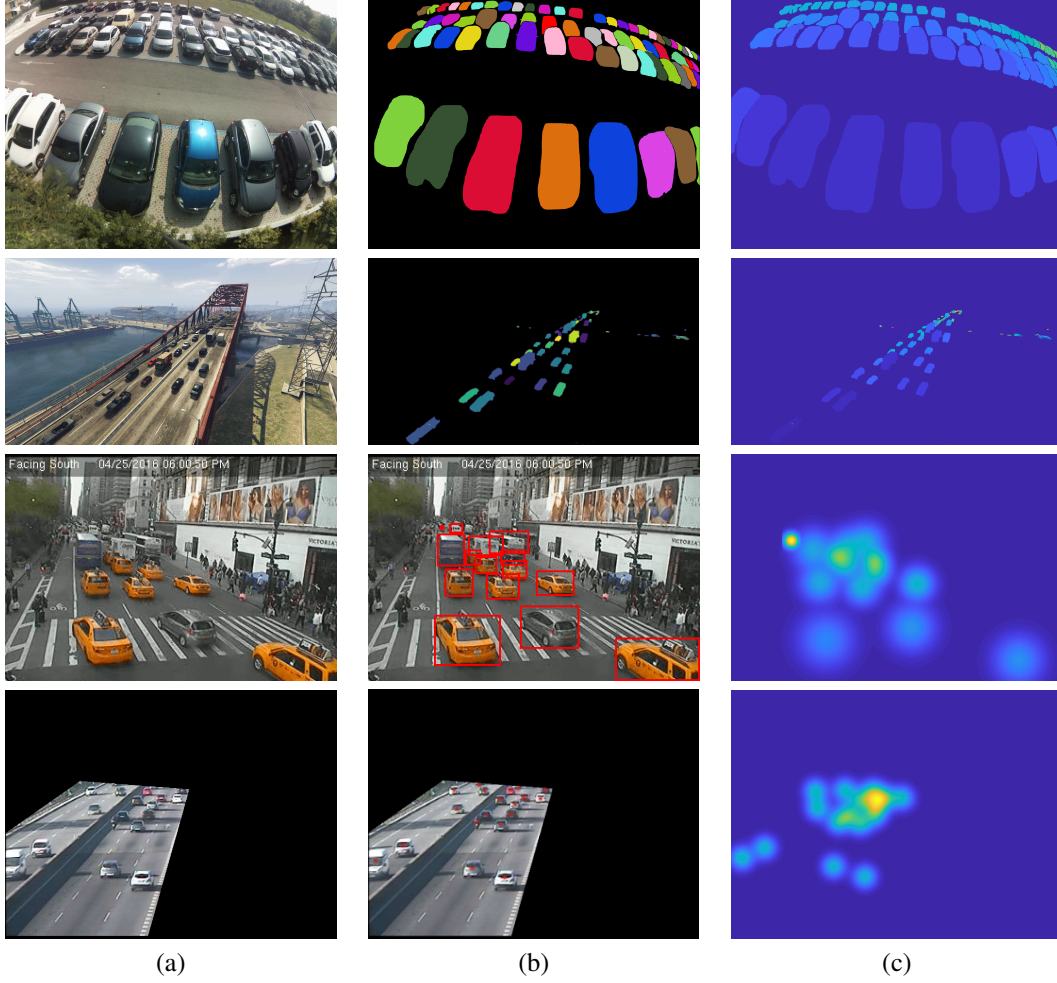 Facing South 04/25/2016 06:00:50 PM
Facing South 04/25/2016 06:00:50 PM
VICTORIA'
VICTORIA'
(a)
(b)
(c)